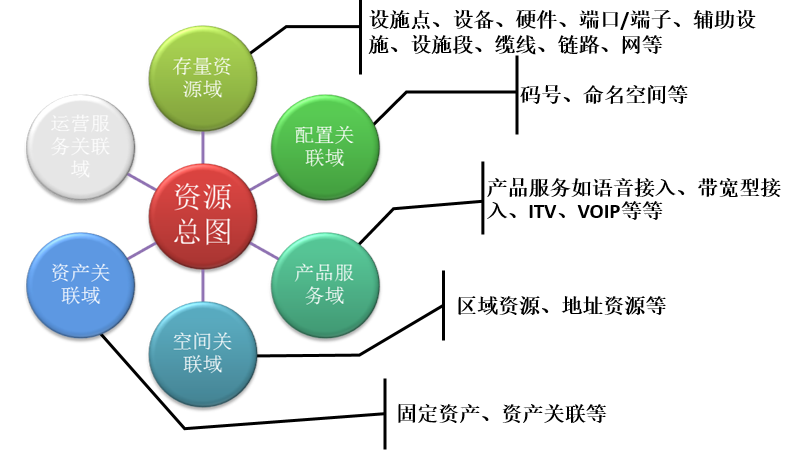 存量资
源域
设施点、设备、硬件、端口/端子、辅助设
施、设施段、缆线、链路、网等
配置关
联域
码号、命名空间等
运营服
务关联
域
资源
总图
产品服
务域
产品服务如语音接入、带宽型接
入、ITV、VOIP等等
资产关
联域
空间关
联域
区域资源、地址资源等
固定资产、资产关联等